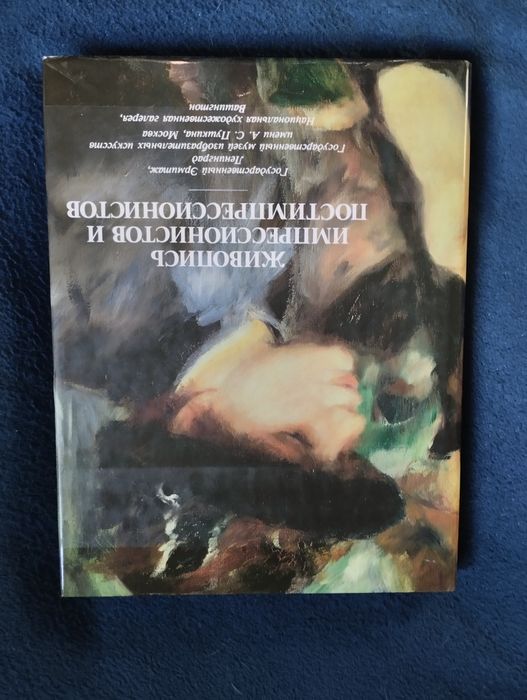 ЖИВОПИСЬ
ИМПРЕССИОНИСТОВ И
ПОСТИМПРЕССИОНИСТОВ
Государственный Эрмитаж,
Ленинград
Государственный музей изобразительных искусств
имени А. С. Пушкина, Москва
Национальная художественная галерея,
Вашингтон